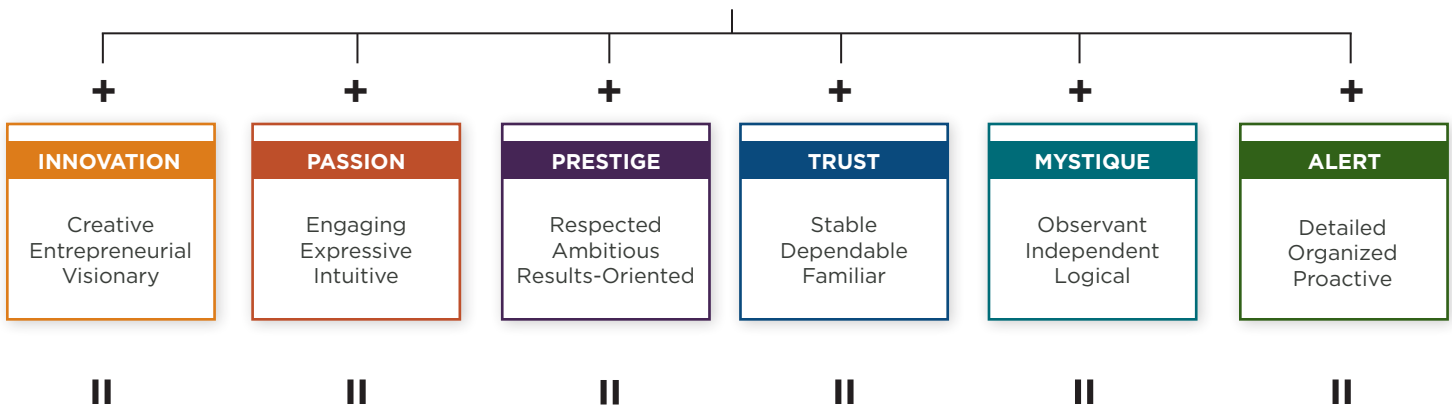 + + + + + +
INNOVATION
Creative
Entrepreneurial
Visionary
PASSION
Engaging
Expressive
Intuitive
PRESTIGE
Respected
Ambitious
Results-Oriented
TRUST
Stable
Dependable
Familiar
MYSTIQUE
Observant
Independent
Logical
ALERT
Detailed
Organized
Proactive